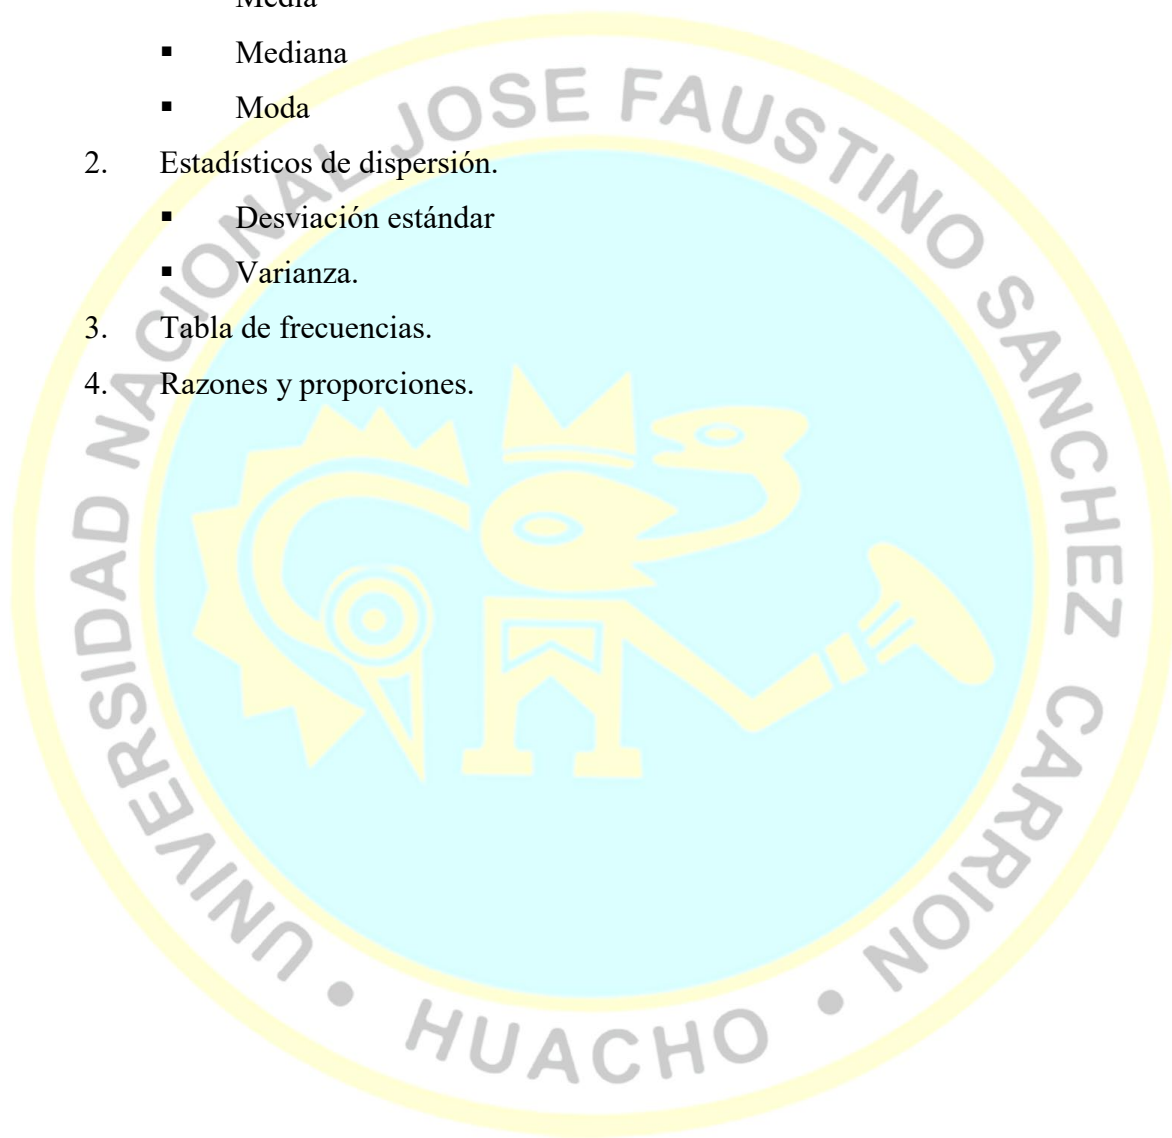 Media
▪ Mediana
▪ Moda
2. Estadísticos de dispersión.
▪ Desviación estándar
▪ Varianza.
3. Tabla de frecuencias.
4. Razones y proporciones.
UNIVERSIDAD NACIONAL JOSE FAUSTINO SANCHEZ CARRION • HUACHO •